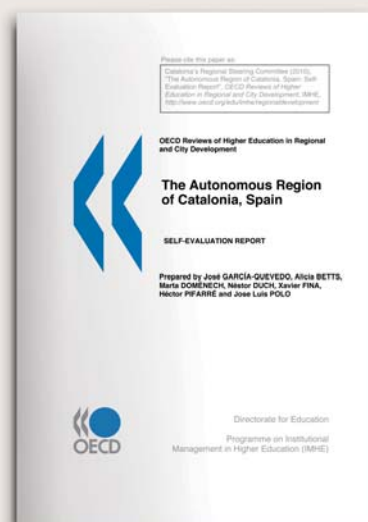 Please cite this paper as:
Catalonia's Regional Steering Committee (2010),
"The Autonomous Region of Catalonia, Spain: Self-
Evaluation Report", OECD Reviews of Higher
Education in Regional and City Development, IMHE,
http://www.oecd.org/edu/imhe/regionaldevelopment
OECD Reviews of Higher Education in Regional
and City Development
The Autonomous Region
of Catalonia, Spain
SELF-EVALUATION REPORT
Prepared by José GARCÍA-QUEVEDO, Alicia BETTS,
Marta DOMÈNECH, Néstor DUCH, Xavier FINA,
Héctor PIFARRÉ and Jose Luis POLO
OECD
Directorate for Education
Programme on Institutional
Management in Higher Education (IMHE)